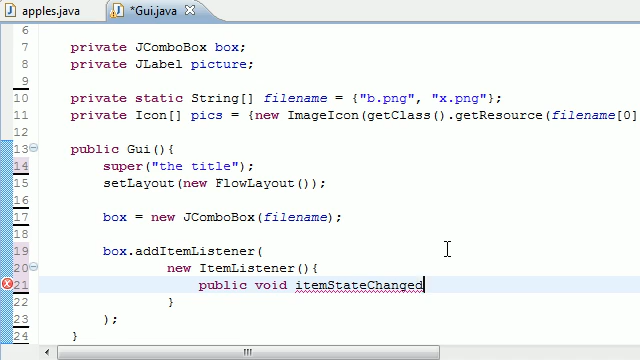 apples.java *Gui.java
6
7 private JComboBox box;
8 private JLabel picture;
9
10 private static String[] filename = {"b.png", "x.png"};
11 private Icon[] pics = {new ImageIcon(getClass().getResource(filename[0]
12
13 public Gui(){
14 super("the title");
15 setLayout(new FlowLayout());
16
17 box = new JComboBox(filename);
18
19 box.addItemListener(
20 new ItemListener(){
21 public void itemStateChanged
22 }
23 );
24 }